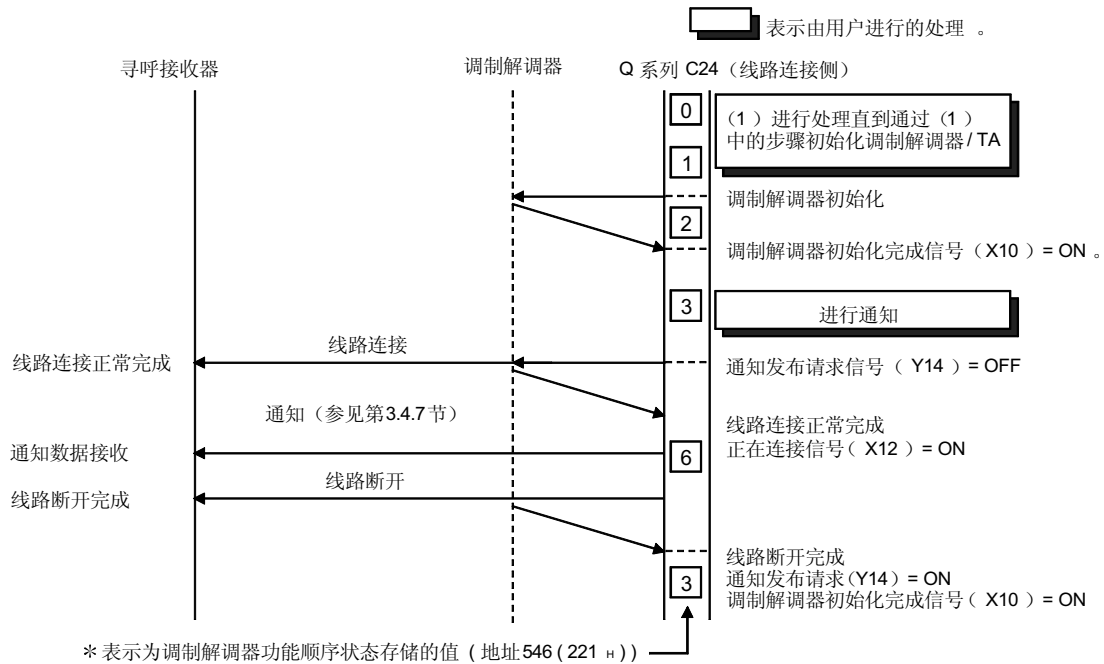 表示由用户进行的处理 。
寻呼接收器
调制解调器
Q 系列 C24（线路连接侧）
0
（1 ）进行处理直到通过（1 ）
中的步骤初始化调制解调器/ TA
1
调制解调器初始化
2
调制解调器初始化完成信号（ X10 ）= ON 。
3
进行通知
线路连接
线路连接正常完成
通知发布请求信号（ Y14 ）= OFF
通知（参见第3.4.7节）
线路连接正常完成
正在连接信号（ X12 ）= ON
通知数据接收
6
线路断开
线路断开完成
线路断开完成
3
通知发布请求（Y14）= ON
调制解调器初始化完成信号（ X10 ）= ON
＊表示为调制解调器功能顺序状态存储的值 ( 地址546 ( 221 H ) )